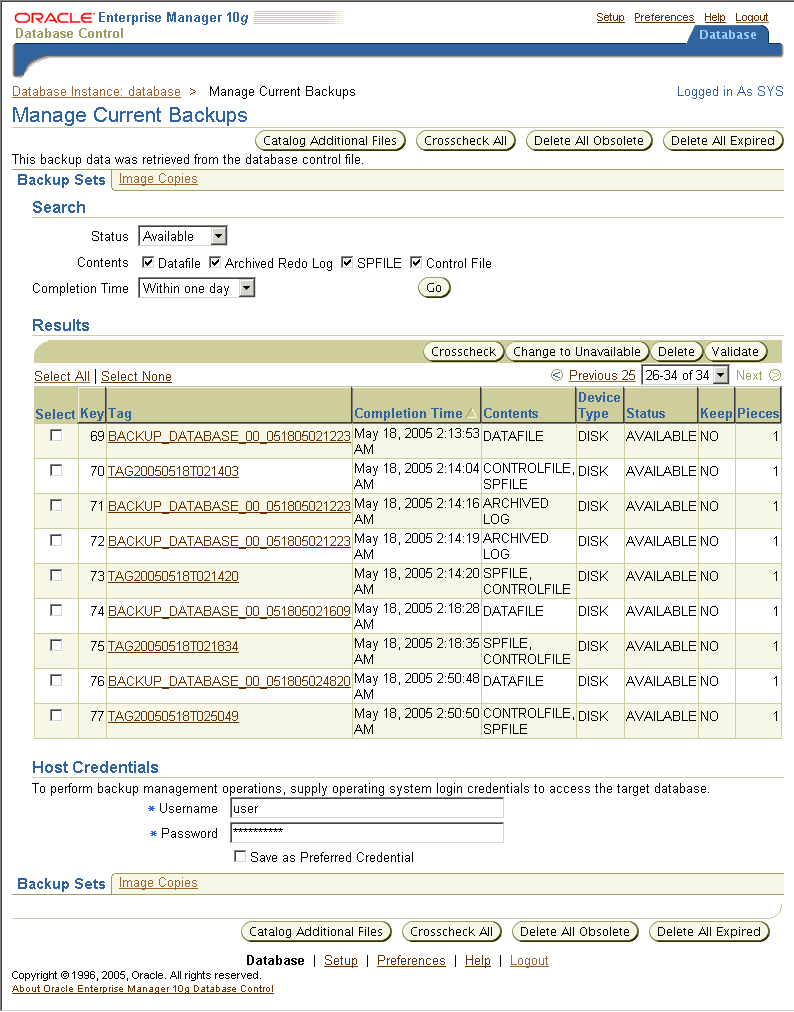 ORACLE Enterprise Manager 10g
Database Control
Setup Preferences Help Logout
Database
Database Instance: database > Manage Current Backups
Logged in As SYS
Manage Current Backups
Catalog Additional Files Crosscheck All Delete All Obsolete Delete All Expired
This backup data was retrieved from the database control file.
Backup Sets Image Copies
Search
Status Available
Contents Datafile Archived Redo Log SPFILE Control File
Completion Time Within one day Go
Results
Crosscheck Change to Unavailable Delete Validate
Select All | Select None Previous 25 26-34 of 34 Next
Select Key Tag Completion Time Contents Device Type Status Keep Pieces
69 BACKUP_DATABASE_00_051805021223 May 18, 2005 2:13:53 AM DATAFILE DISK AVAILABLE NO 1
70 TAG20050518T021403 May 18, 2005 2:14:04 AM CONTROLFILE, SPFILE DISK AVAILABLE NO 1
71 BACKUP_DATABASE_00_051805021223 May 18, 2005 2:14:16 AM ARCHIVED LOG DISK AVAILABLE NO 1
72 BACKUP_DATABASE_00_051805021223 May 18, 2005 2:14:19 AM ARCHIVED LOG DISK AVAILABLE NO 1
73 TAG20050518T021420 May 18, 2005 2:14:20 AM SPFILE, CONTROLFILE DISK AVAILABLE NO 1
74 BACKUP_DATABASE_00_051805021609 May 18, 2005 2:18:28 AM DATAFILE DISK AVAILABLE NO 1
75 TAG20050518T021834 May 18, 2005 2:18:35 AM SPFILE, CONTROLFILE DISK AVAILABLE NO 1
76 BACKUP_DATABASE_00_051805024820 May 18, 2005 2:50:48 AM DATAFILE DISK AVAILABLE NO 1
77 TAG20050518T025049 May 18, 2005 2:50:50 AM CONTROLFILE, SPFILE DISK AVAILABLE NO 1
Host Credentials
To perform backup management operations, supply operating system login credentials to access the target database.
* Username user
* Password **********
Save as Preferred Credential
Backup Sets Image Copies
Catalog Additional Files Crosscheck All Delete All Obsolete Delete All Expired
Database | Setup | Preferences | Help | Logout
Copyright © 1996, 2005, Oracle. All rights reserved.
About Oracle Enterprise Manager 10g Database Control